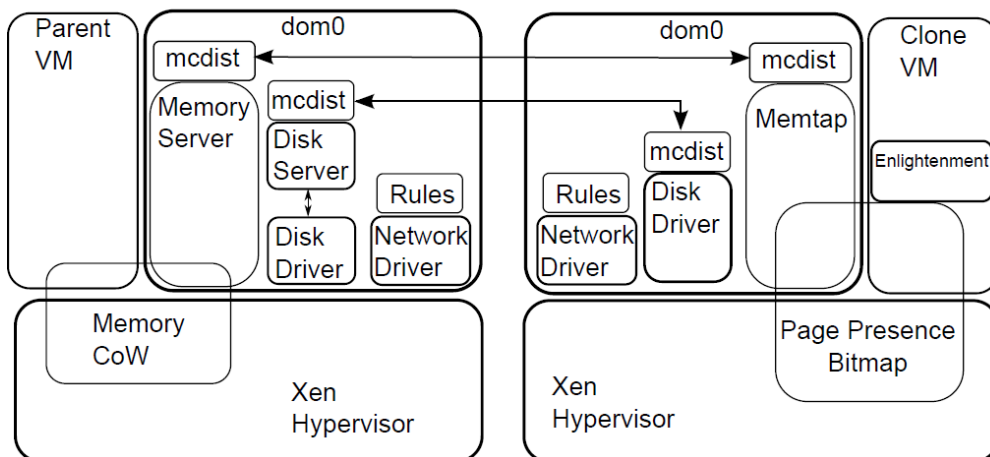 Parent
VM
dom0
mcdist
Memory
Server
mcdist
Disk
Server
Disk
Driver
Rules
Network
Driver
Memory
CoW
Xen
Hypervisor
dom0
mcdist
Memtap
mcdist
Disk
Driver
Rules
Network
Driver
Clone
VM
Enlightenment
Page Presence
Bitmap
Xen
Hypervisor